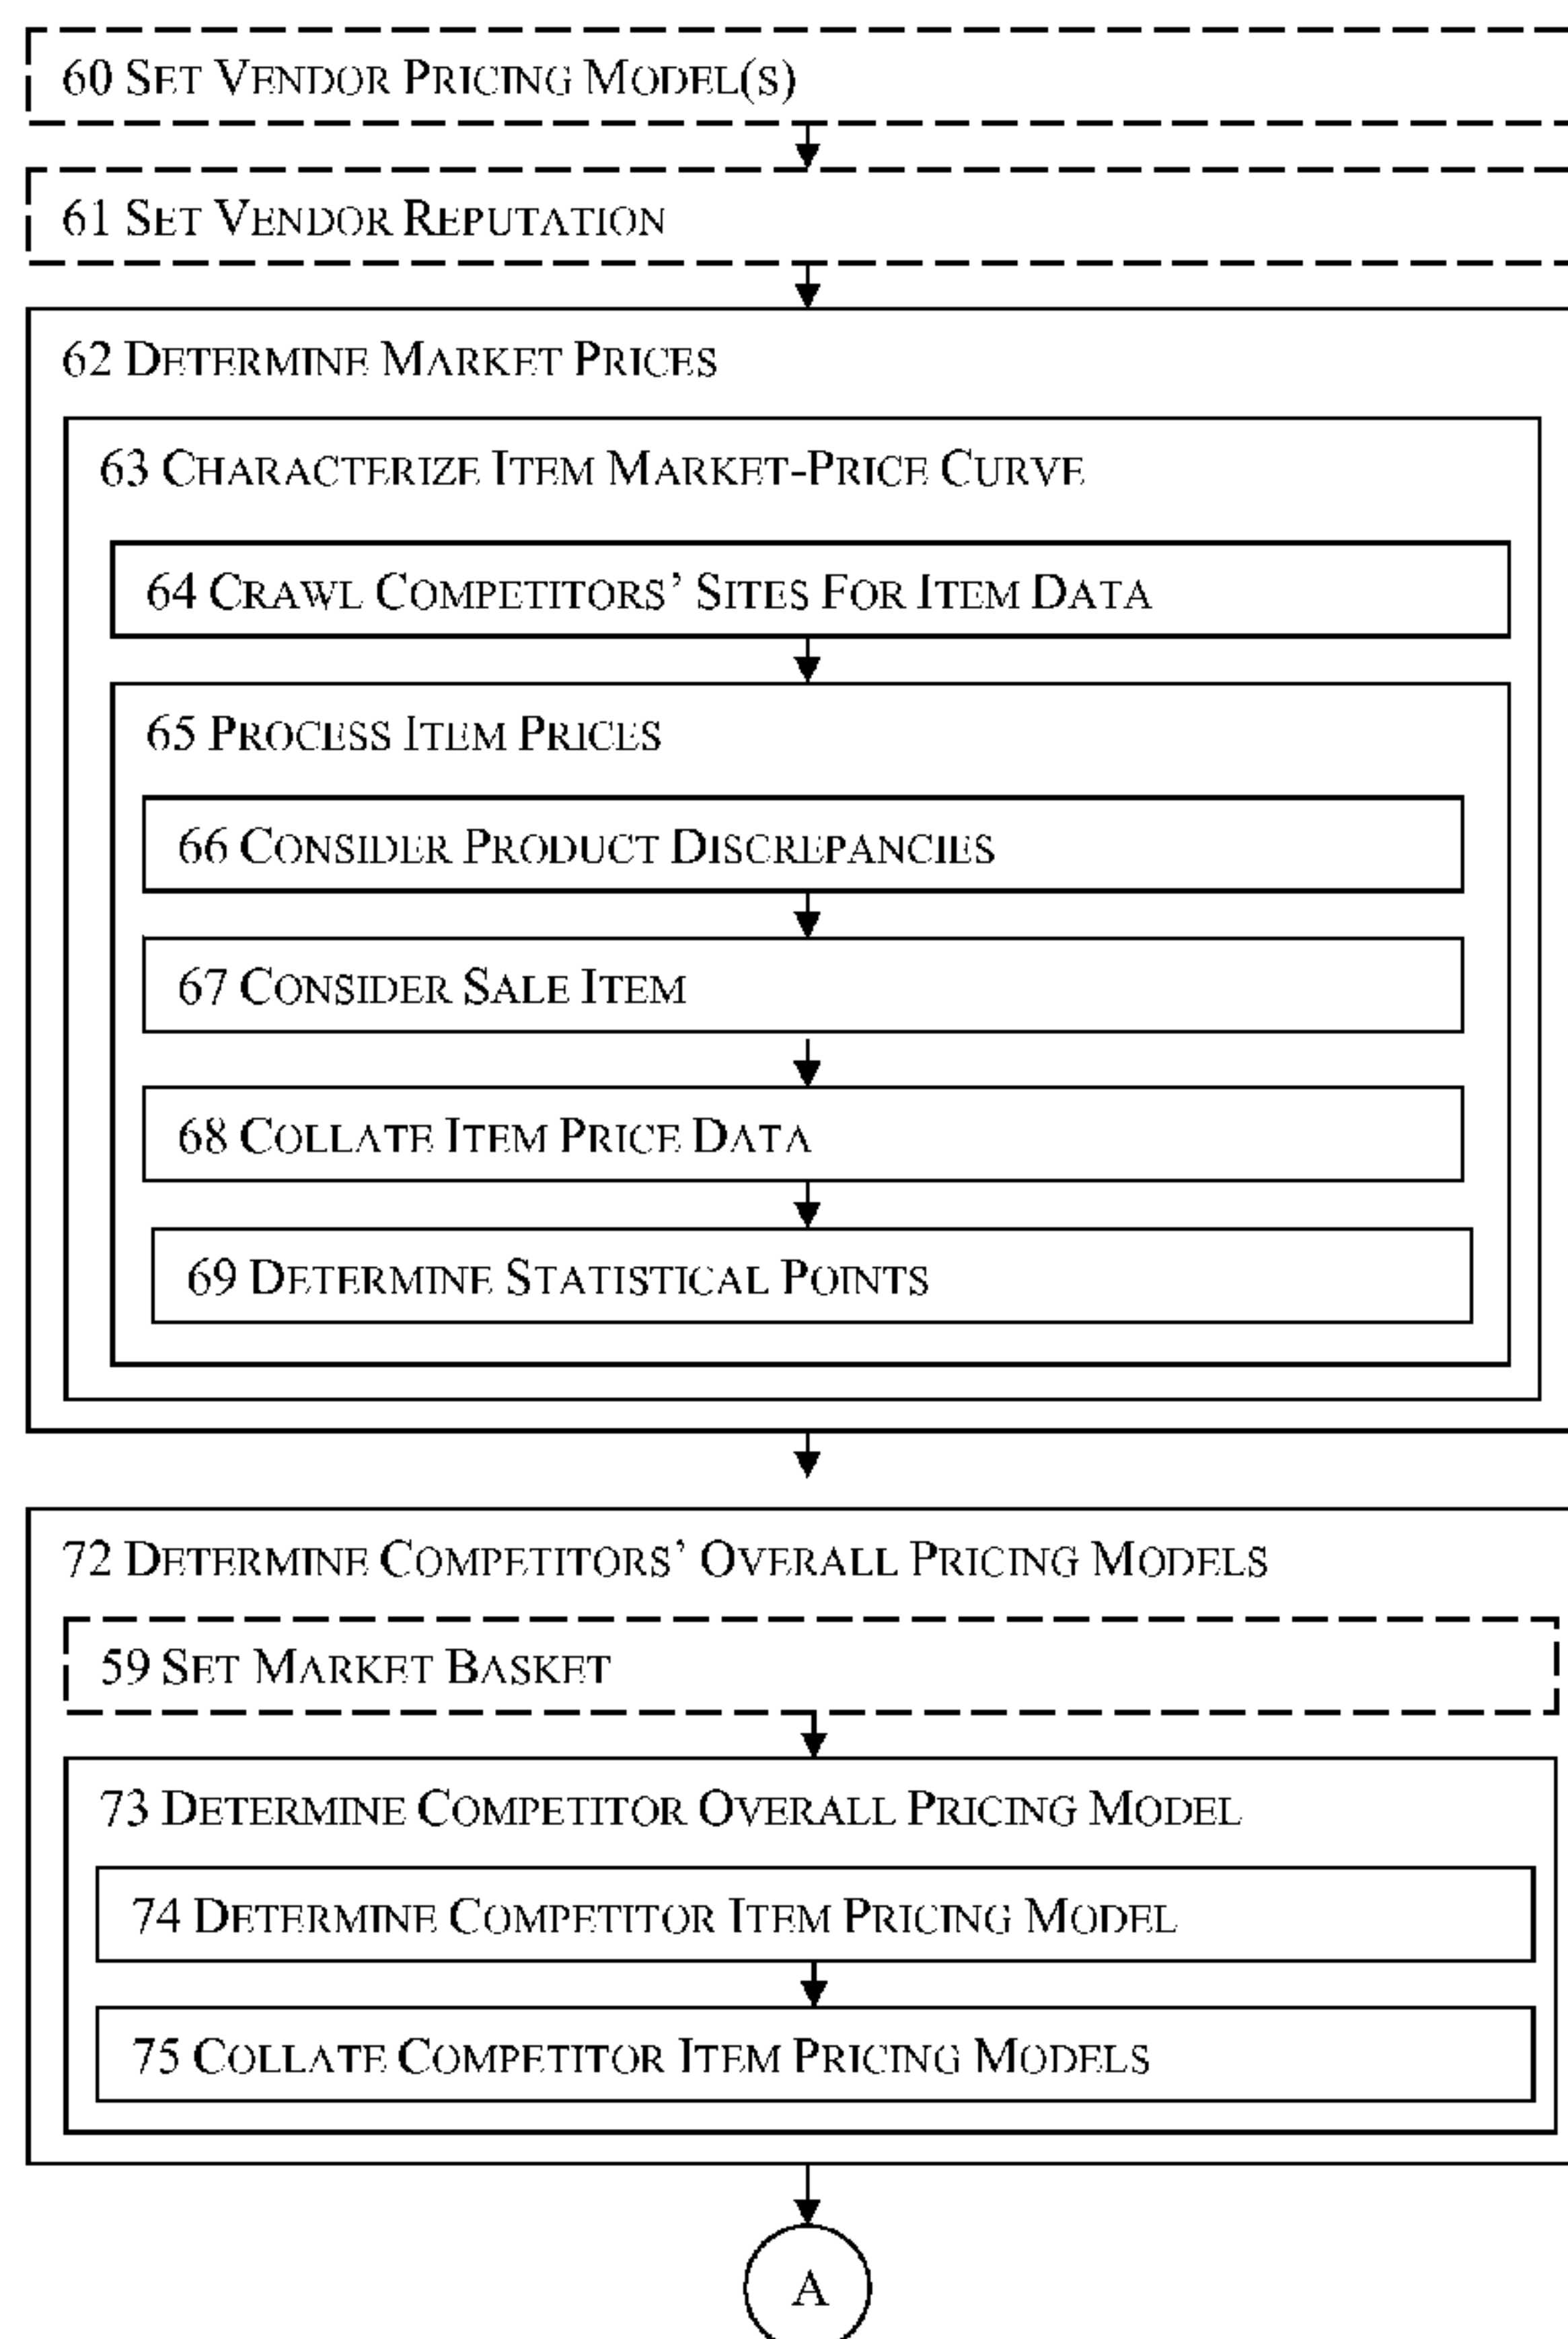 60 Set Vendor Pricing Model(s)
61 Set Vendor Reputation
62 Determine Market Prices
63 Characterize Item Market-Price Curve
64 Crawl Competitors’ Sites For Item Data
65 Process Item Prices
66 Consider Product Discrepancies
67 Consider Sale Item
68 Collate Item Price Data
69 Determine Statistical Points
72 Determine Competitors’ Overall Pricing Models
59 Set Market Basket
73 Determine Competitor Overall Pricing Model
74 Determine Competitor Item Pricing Model
75 Collate Competitor Item Pricing Models
A